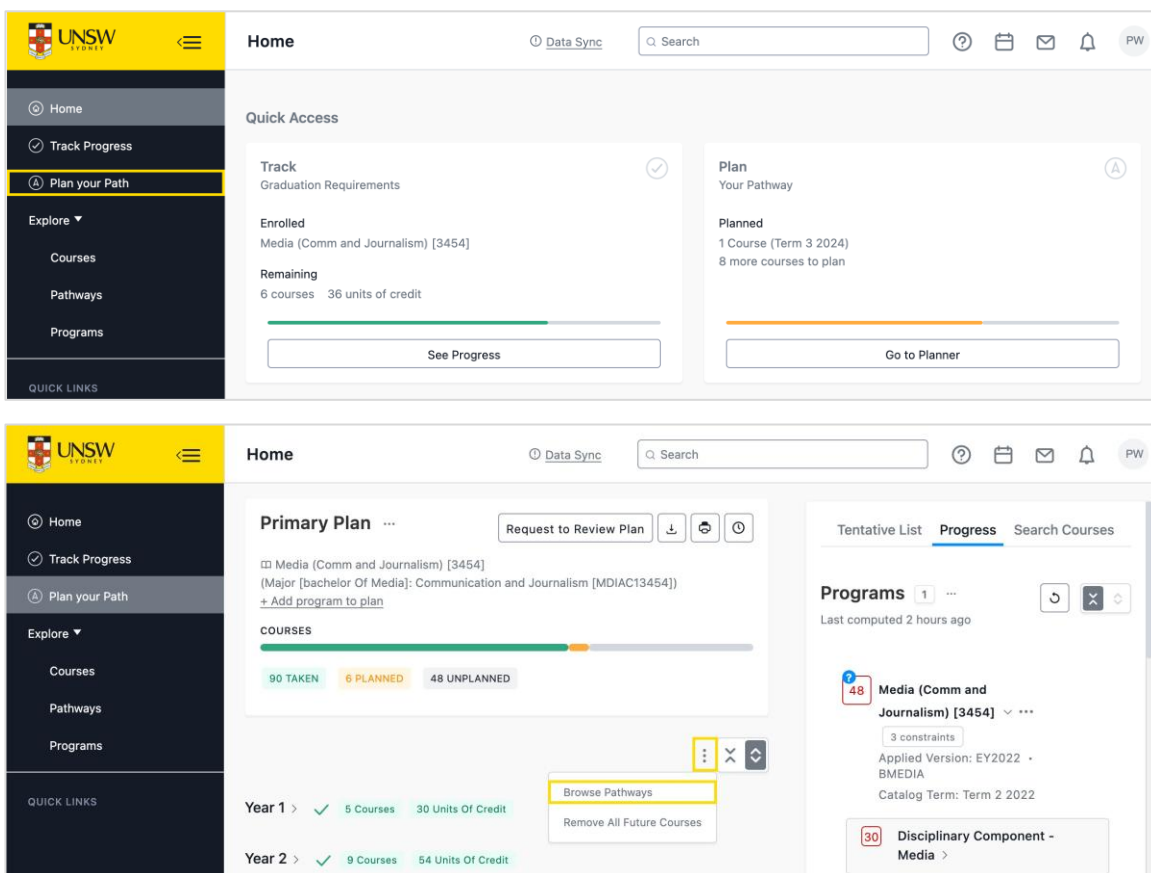 UNSW
SYDNEY
Home
Data Sync
Search
PW
Home
Track Progress
Plan your Path
Explore
Courses
Pathways
Programs
QUICK LINKS
Quick Access
Track
Graduation Requirements
Enrolled
Media (Comm and Journalism) [3454]
Remaining
6 courses 36 units of credit
See Progress
Plan
Your Pathway
Planned
1 Course (Term 3 2024)
8 more courses to plan
Go to Planner
UNSW
SYDNEY
Home
Data Sync
Search
PW
Home
Track Progress
Plan your Path
Explore
Courses
Pathways
Programs
QUICK LINKS
Primary Plan ...
Request to Review Plan
Media (Comm and Journalism) [3454]
(Major [bachelor Of Media]: Communication and Journalism [MDIAC13454])
+ Add program to plan
COURSES
90 TAKEN 6 PLANNED 48 UNPLANNED
Browse Pathways
Remove All Future Courses
Year 1 > 5 Courses 30 Units Of Credit
Year 2 > 9 Courses 54 Units Of Credit
Tentative List Progress Search Courses
Programs 1 ...
Last computed 2 hours ago
?
48 Media (Comm and
Journalism) [3454] ...
3 constraints
Applied Version: EY2022 •
BMEDIA
Catalog Term: Term 2 2022
30 Disciplinary Component -
Media >